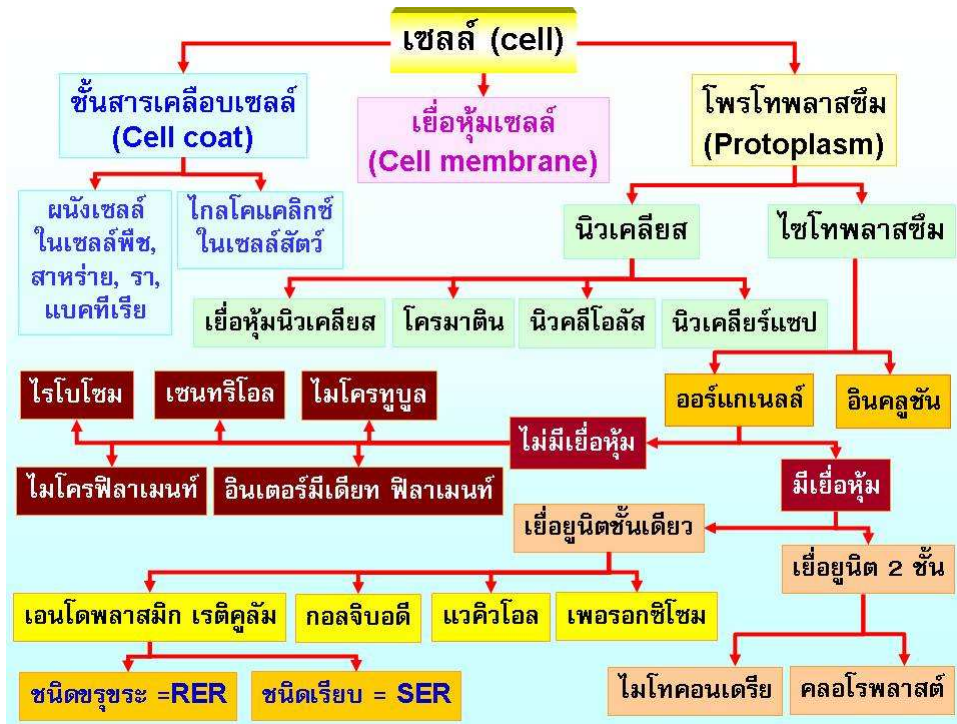 เซลล์ (cell)
ชั้นสารเคลือบเซลล์
(Cell coat)
เยื่อหุ้มเซลล์
(Cell membrane)
โพรโทพลาสซึม
(Protoplasm)
ผนังเซลล์
ในเซลล์พืช,
สาหร่าย, รา,
แบคทีเรีย
ไกลโคแคลิกซ์
ในเซลล์สัตว์
นิวเคลียส
ไซโทพลาสซึม
เยื่อหุ้มนิวเคลียส
โครมาติน
นิวคลีโอลัส
นิวเคลียร์แซป
ไรโบโซม
เซนทริโอล
ไมโครทูบูล
ออร์แกเนลล์
อินคลูชัน
ไม่มีเยื่อหุ้ม
ไมโครฟิลาเมนท์
อินเตอร์มีเดียท ฟิลาเมนท์
มีเยื่อหุ้ม
เยื่อยูนิตชั้นเดียว
เยื่อยูนิต 2 ชั้น
เอนโดพลาสมิก เรติคูลัม
กอลจิบอดี
แวคิวโอล
เพอรอกซิโซม
ชนิดขรุขระ =RER
ชนิดเรียบ = SER
ไมโทคอนเดรีย
คลอโรพลาสต์